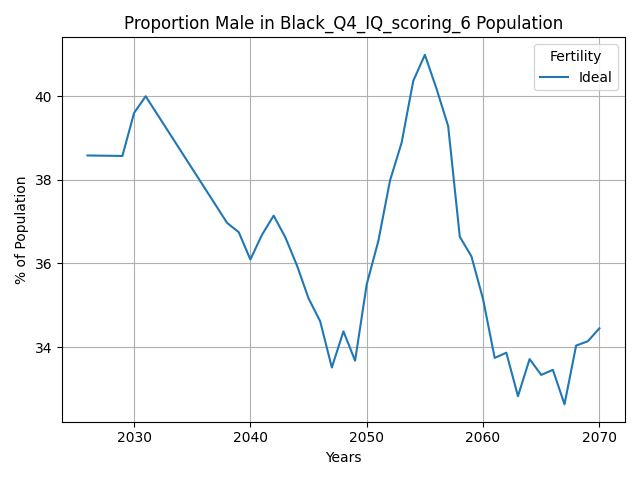 Proportion Male in Black_Q4_IQ_scoring_6 Population
Fertility
Ideal
% of Population
40
38
36
34
2030 2040 2050 2060 2070
Years